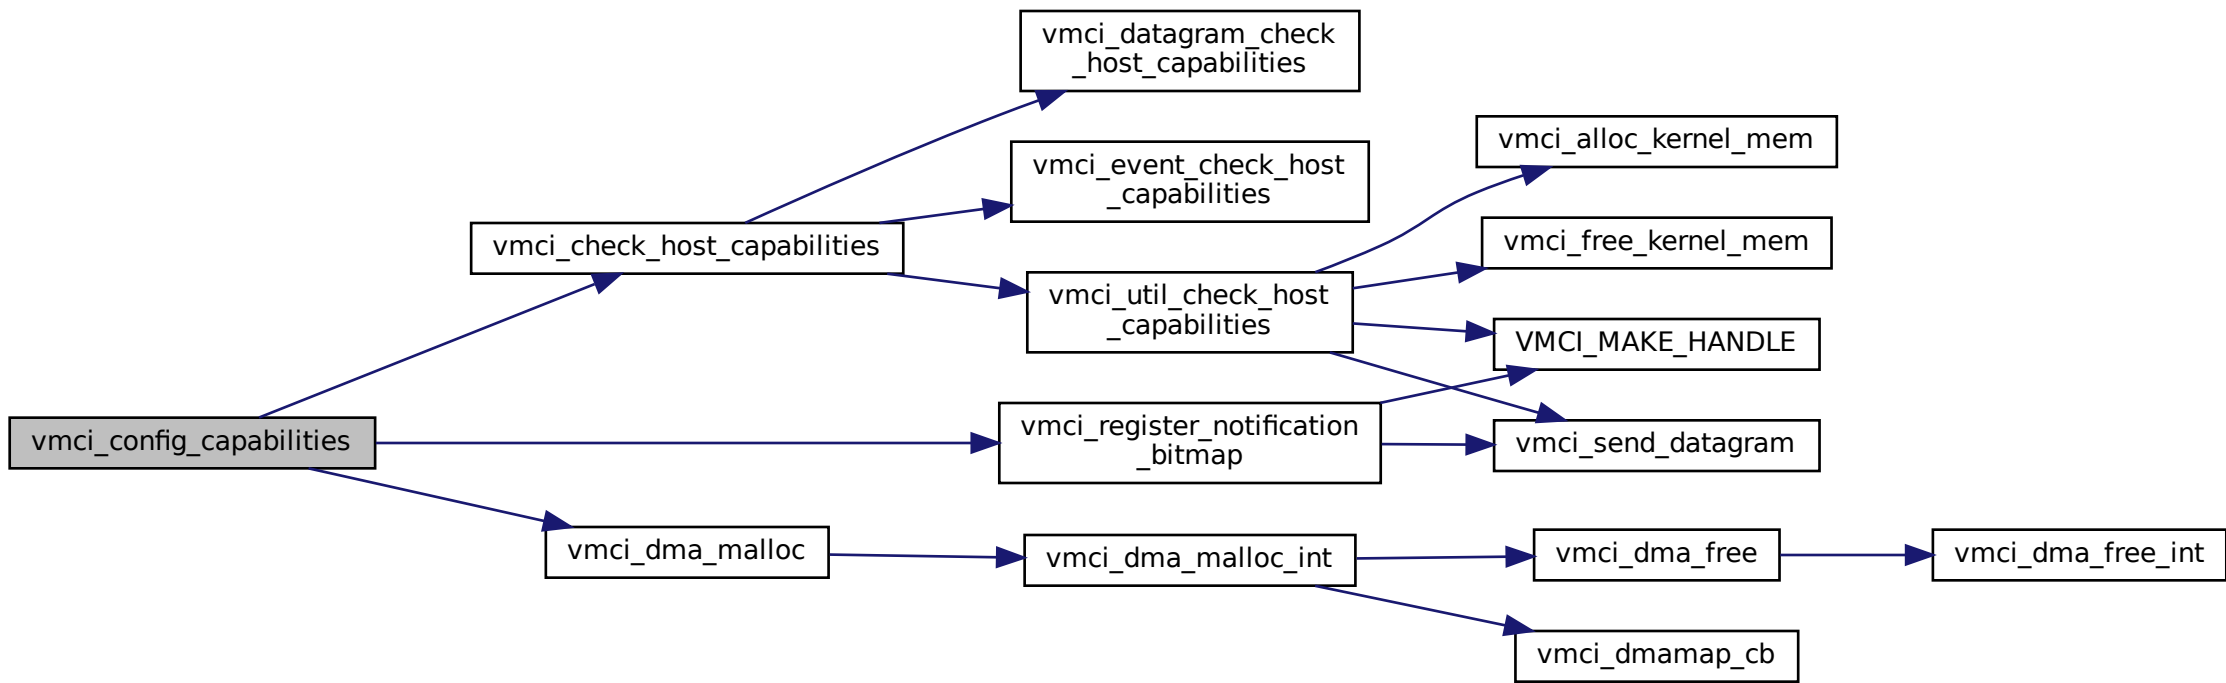 vmci_datagram_check
_host_capabilities
vmci_alloc_kernel_mem
vmci_event_check_host
_capabilities
vmci_check_host_capabilities
vmci_free_kernel_mem
vmci_util_check_host
_capabilities
VMCI_MAKE_HANDLE
vmci_config_capabilities
vmci_register_notification
_bitmap
vmci_send_datagram
vmci_dma_malloc
vmci_dma_malloc_int
vmci_dma_free
vmci_dma_free_int
vmci_dmamap_cb